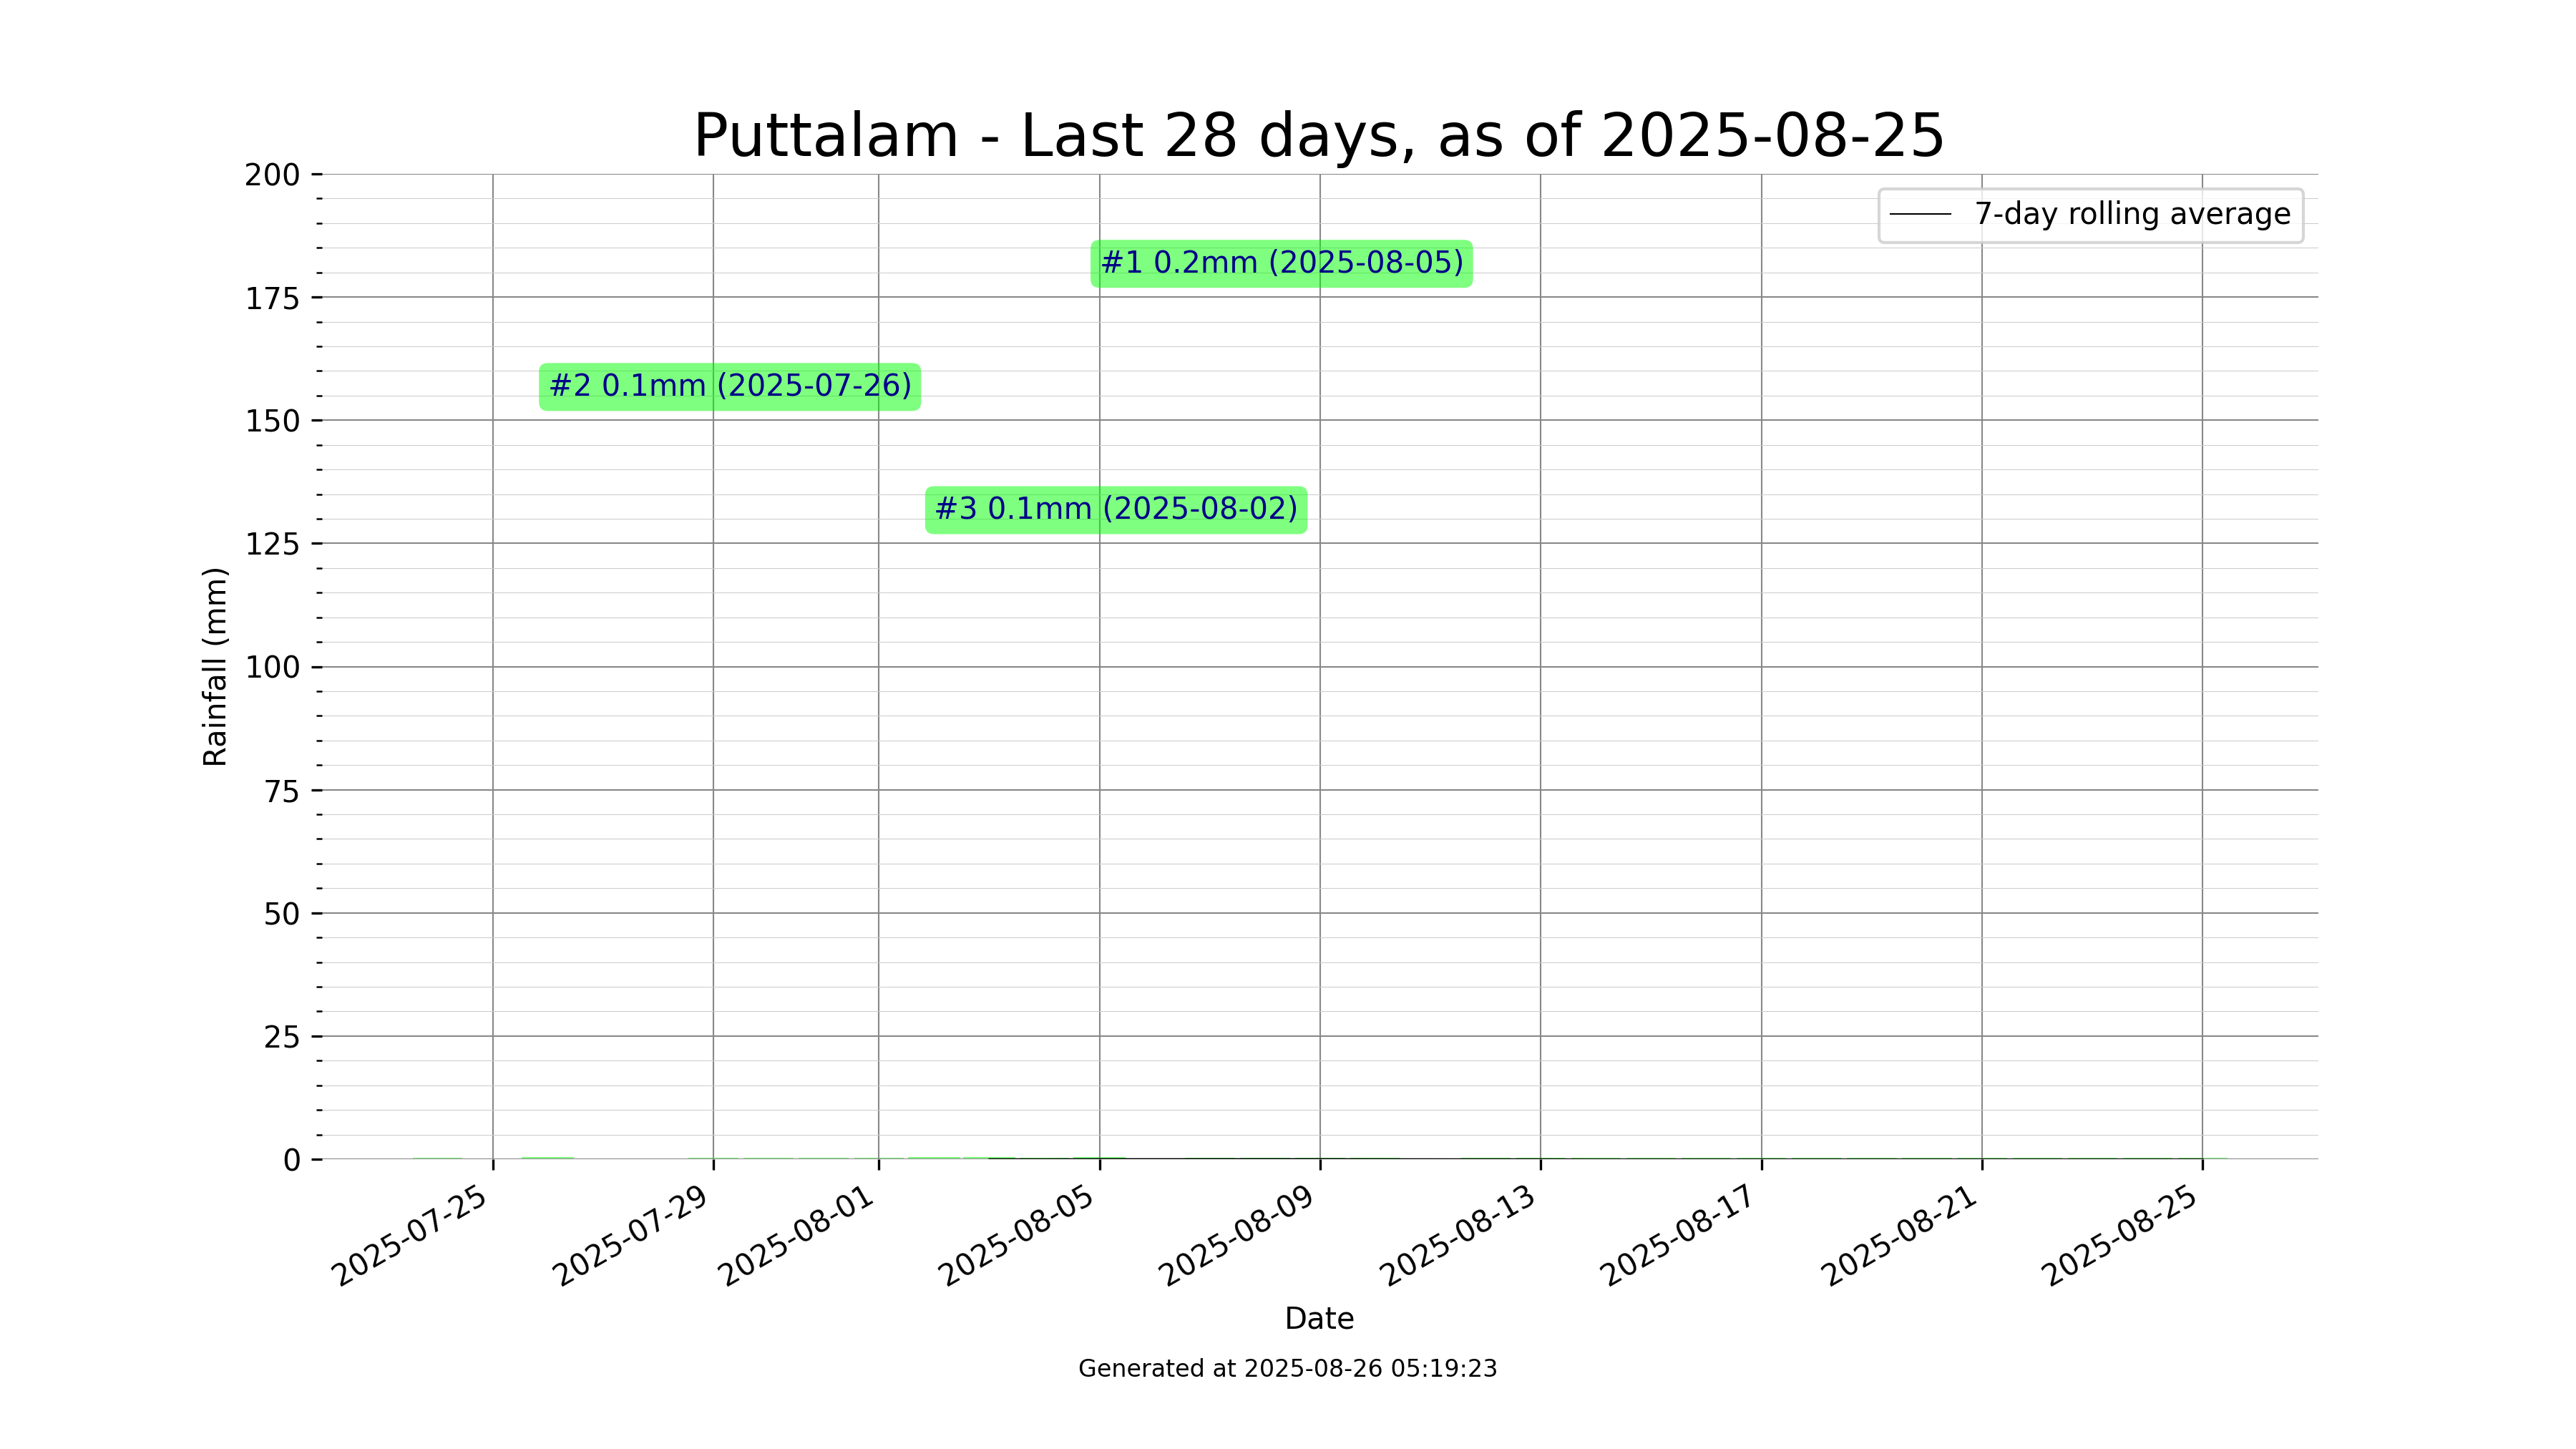 Puttalam - Last 28 days, as of 2025-08-25
7-day rolling average
#1 0.2mm (2025-08-05)
#2 0.1mm (2025-07-26)
#3 0.1mm (2025-08-02)
Rainfall (mm)
200
175
150
125
100
75
50
25
0
2025-07-25
2025-07-29
2025-08-01
2025-08-05
2025-08-09
2025-08-13
2025-08-17
2025-08-21
2025-08-25
Date
Generated at 2025-08-26 05:19:23